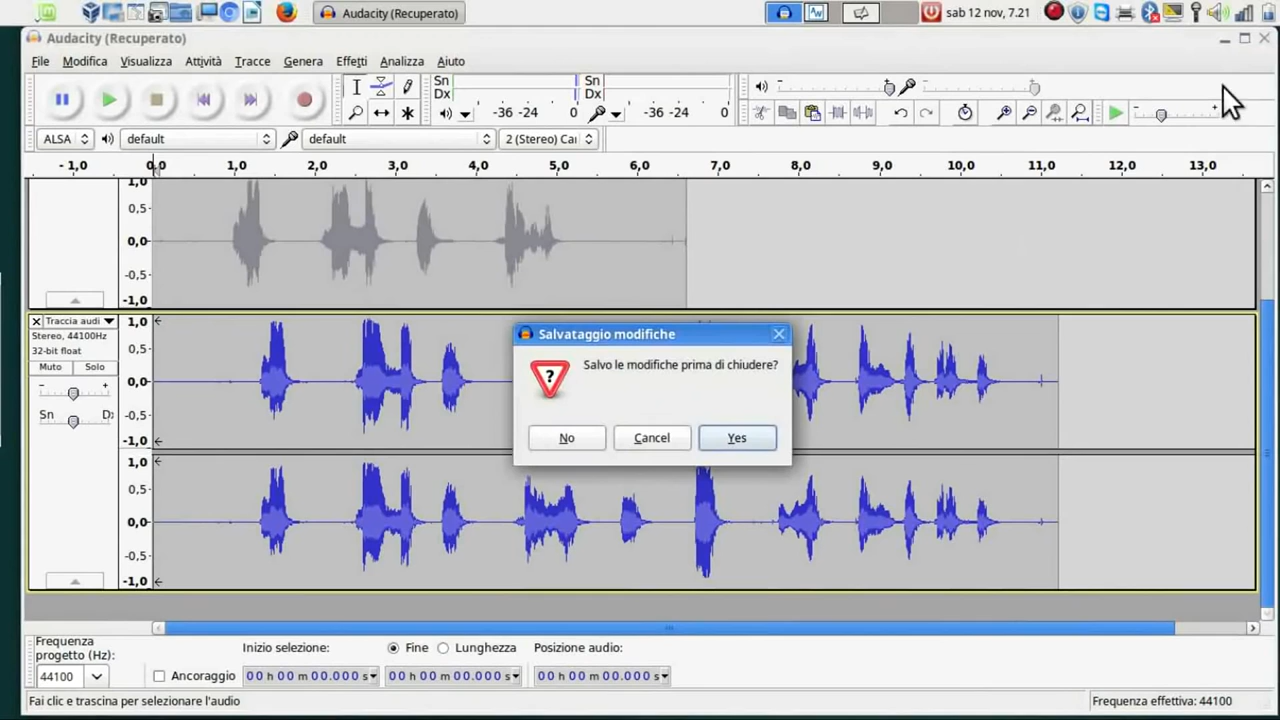 Audacity (Recuperato)
sab 12 nov, 7.21
Audacity (Recuperato)
File Modifica Visualizza Attività Tracce Genera Effetti Analizza Aiuto
Sn
Dx
-36 -24 0
Sn
Dx
-36 -24 0
- +
ALSA default default 2 (Stereo) Car
- 1,0 0,0 1,0 2,0 3,0 4,0 5,0 6,0 7,0 8,0 9,0 10,0 11,0 12,0 13,0
1,0
0,5
0,0
-0,5
-1,0
Traccia audi
Stereo, 44100Hz
32-bit float
Muto Solo
- +
Sn
1,0
0,5
0,0
-0,5
-1,0
1,0
0,5
0,0
-0,5
-1,0
Salvataggio modifiche
Salvo le modifiche prima di chiudere?
No Cancel Yes
Frequenza
progetto (Hz):
44100
Ancoraggio
Inizio selezione:
Fine Lunghezza
Posizione audio:
00 h 00 m 00.000 s 00 h 00 m 00.000 s 00 h 00 m 00.000 s
Fai clic e trascina per selezionare l'audio
Frequenza effettiva: 44100